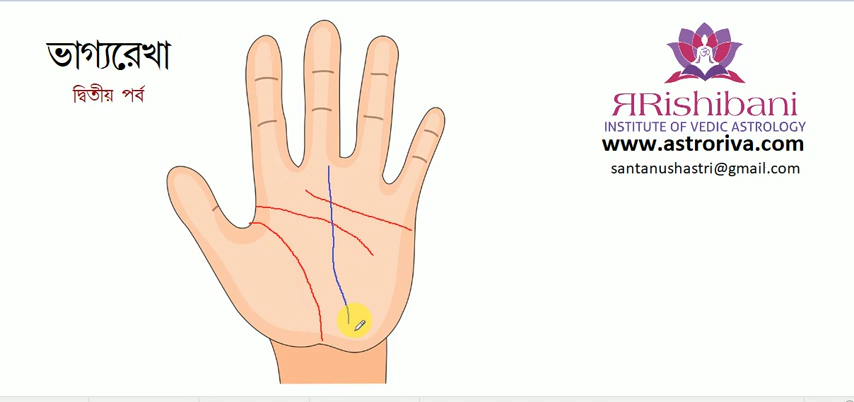 ভাগ্যরেখা
দ্বিতীয় পর্ব
RRishibani
INSTITUTE OF VEDIC ASTROLOGY
www.astroriva.com
santanushastri@gmail.com